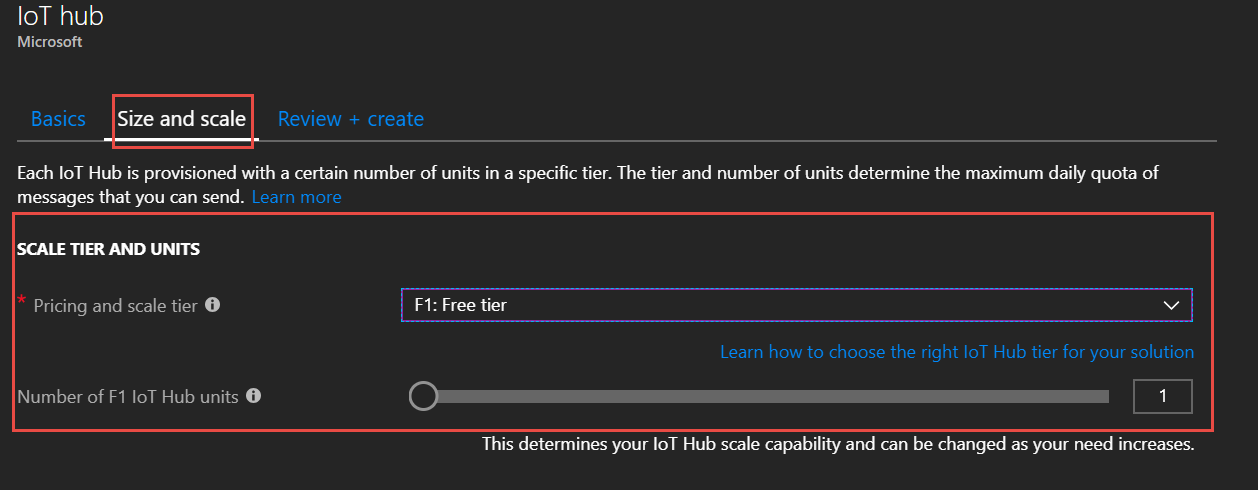 IoT hub
Microsoft
Basics
Size and scale
Review + create
Each IoT Hub is provisioned with a certain number of units in a specific tier. The tier and number of units determine the maximum daily quota of
messages that you can send. Learn more
SCALE TIER AND UNITS
* Pricing and scale tier
F1: Free tier
Learn how to choose the right IoT Hub tier for your solution
Number of F1 IoT Hub units
1
This determines your IoT Hub scale capability and can be changed as your need increases.